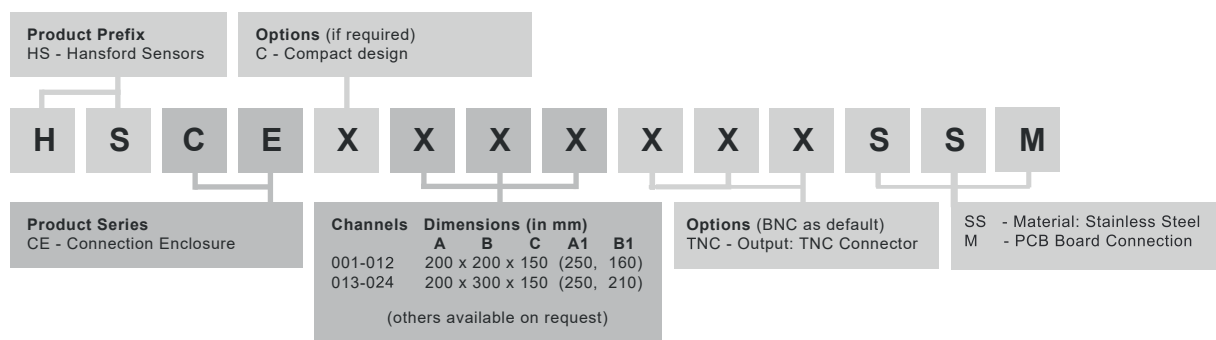 Product Prefix
HS - Hansford Sensors
Options (if required)
C - Compact design
H S C E X X X X X X X S S M
Product Series
CE - Connection Enclosure
Channels Dimensions (in mm)
A B C A1 B1
001-012 200 x 200 x 150 (250, 160)
013-024 200 x 300 x 150 (250, 210)
(others available on request)
Options (BNC as default)
TNC - Output: TNC Connector
SS - Material: Stainless Steel
M - PCB Board Connection